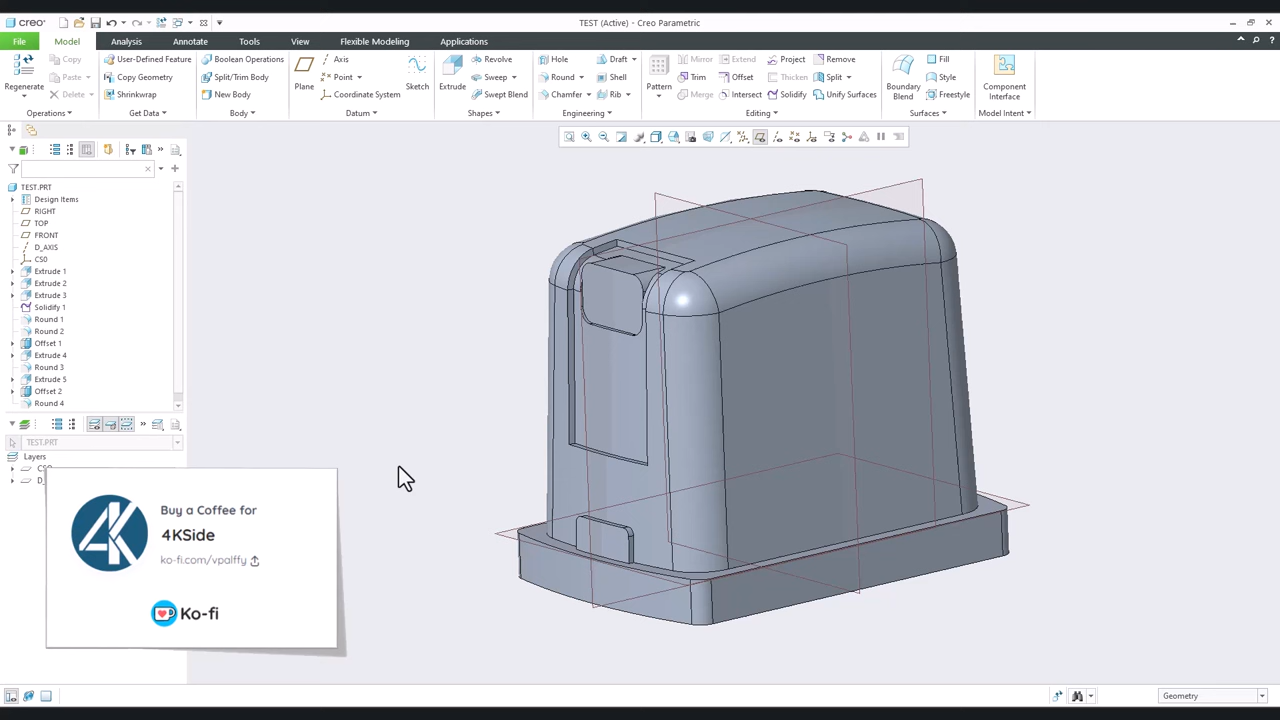 creo
TEST (Active) - Creo Parametric
File Model Analysis Annotate Tools View Flexible Modeling Applications
Regenerate
Copy
Paste
Delete
Operations
User-Defined Feature
Copy Geometry
Shrinkwrap
Get Data
Boolean Operations
Split/Trim Body
New Body
Body
Plane
Axis
Point
Coordinate System
Sketch
Datum
Extrude
Revolve
Sweep
Swept Blend
Shapes
Hole
Round
Chamfer
Draft
Shell
Rib
Engineering
Pattern
Mirror
Trim
Merge
Extend
Offset
Intersect
Project
Thicken
Solidify
Remove
Split
Unify Surfaces
Editing
Boundary
Blend
Fill
Style
Freestyle
Surfaces
Component
Interface
Model Intent
TEST.PRT
Design Items
RIGHT
TOP
FRONT
D_AXIS
CS0
Extrude 1
Extrude 2
Extrude 3
Solidify 1
Round 1
Round 2
Offset 1
Extrude 4
Round 3
Extrude 5
Offset 2
Round 4
TEST.PRT
Layers
4K
Buy a Coffee for
4KSide
ko-fi.com/vpalffy
Ko-fi
Geometry